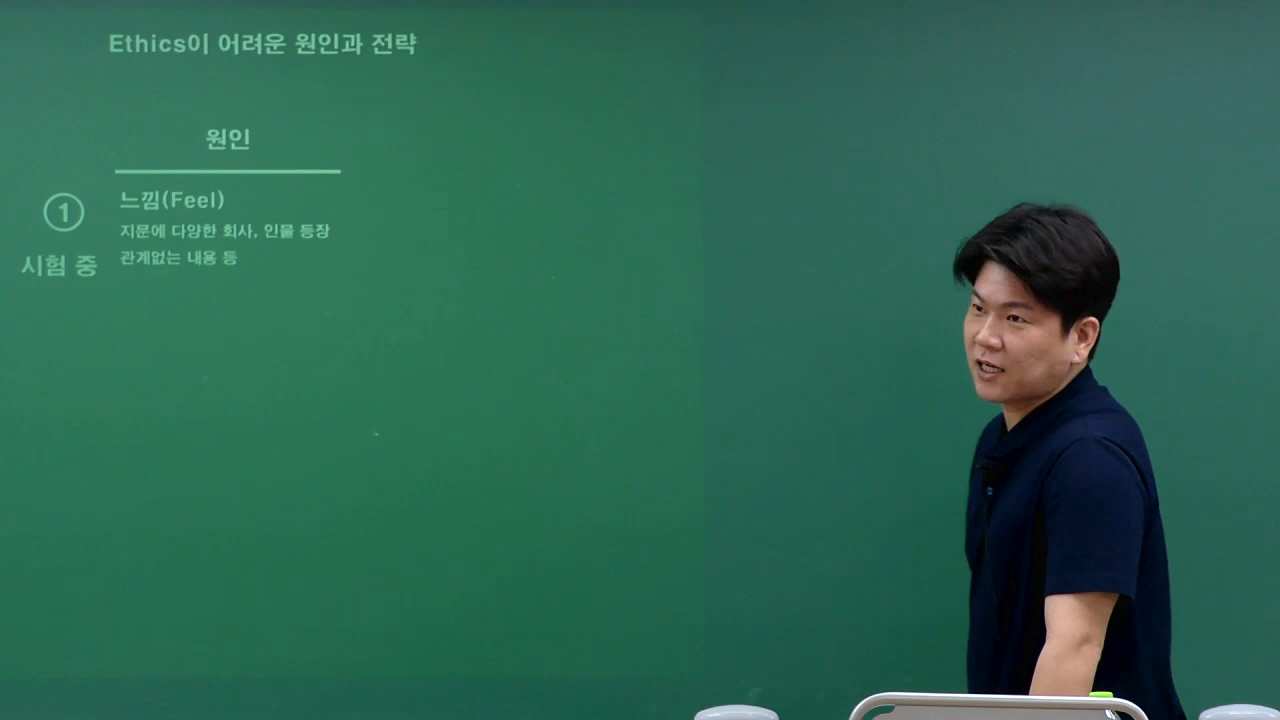 Ethics이 어려운 원인과 전략
원인
① 느낌(Feel)
지문에 다양한 회사, 인물 등장
시험 중 관계없는 내용 등